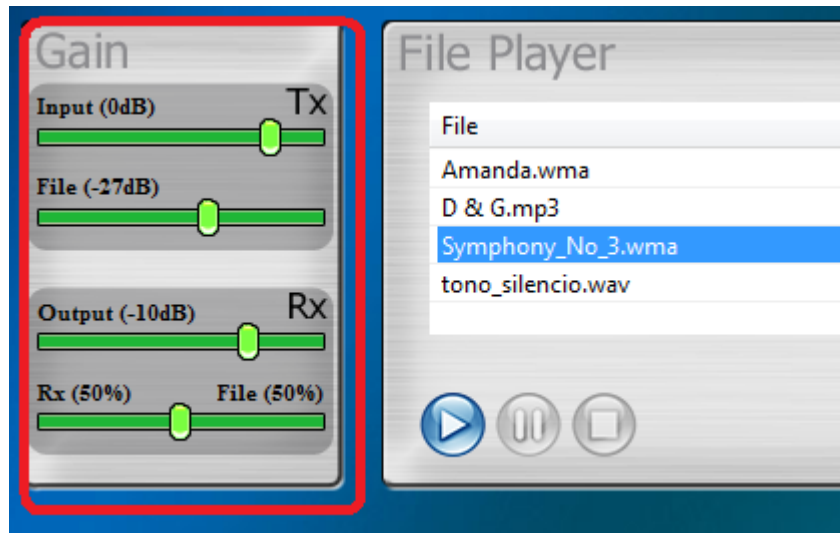 Gain
Tx
Input (0dB)
File (-27dB)
Rx
Output (-10dB)
Rx (50%) File (50%)
File Player
File
Amanda.wma
D & G.mp3
Symphony_No_3.wma
tono_silencio.wav